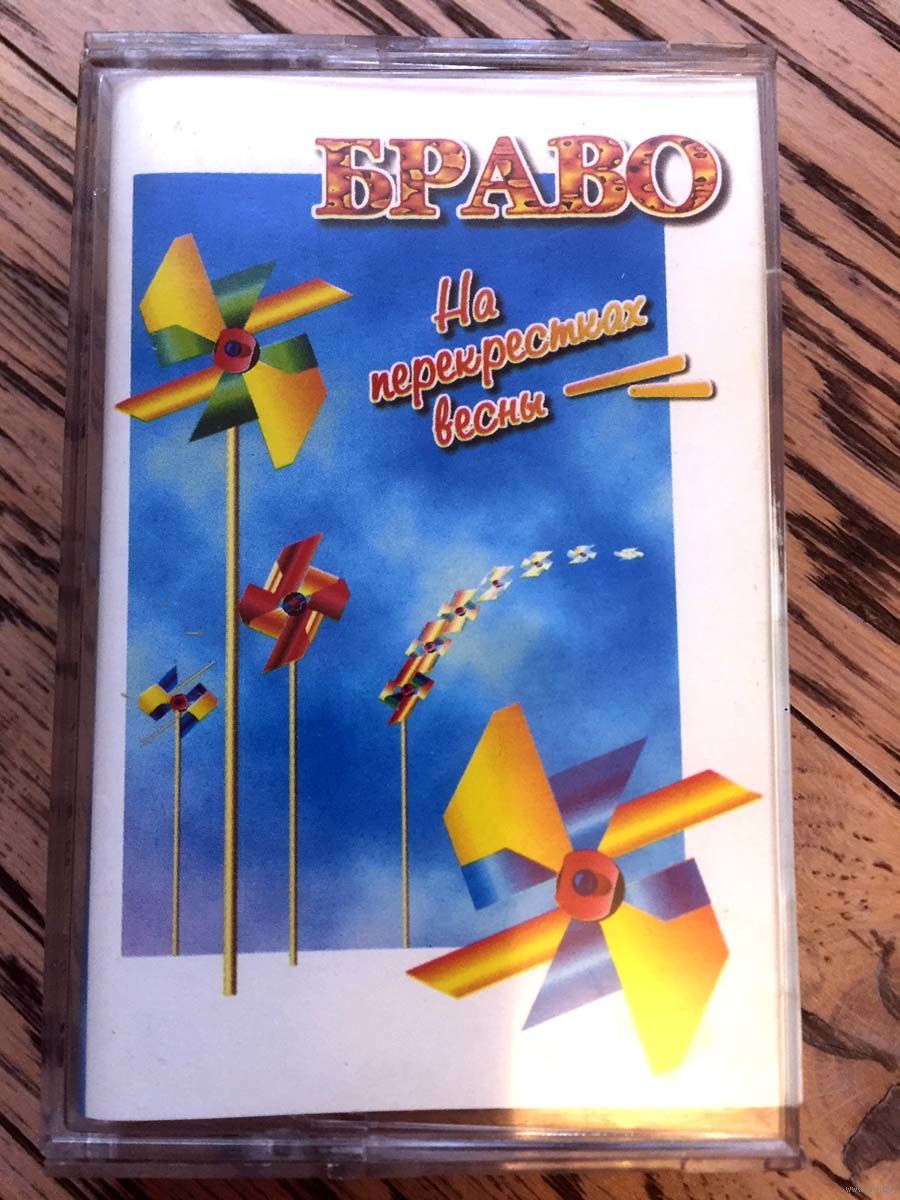 БРАВО
На
перекрестках
весны